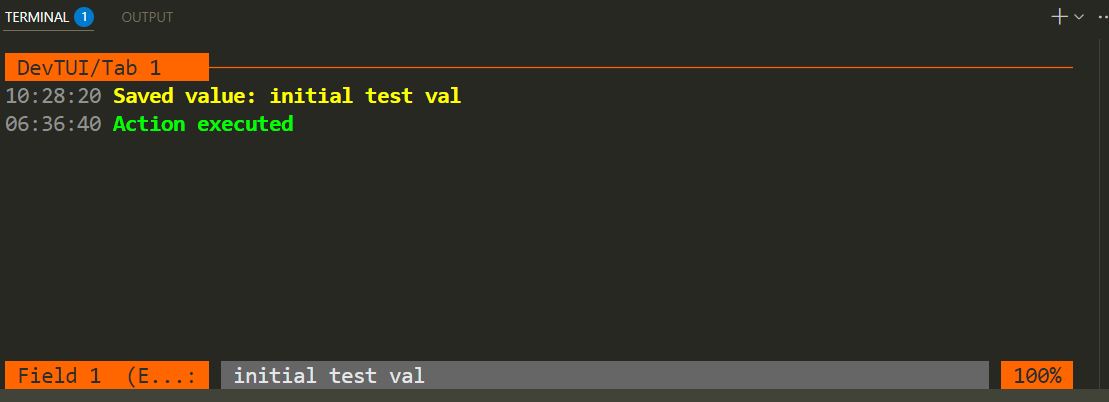 TERMINAL 1 OUTPUT
DevTUI/Tab 1
10:28:20 Saved value: initial test val
06:36:40 Action executed
Field 1 (E...: initial test val 100%